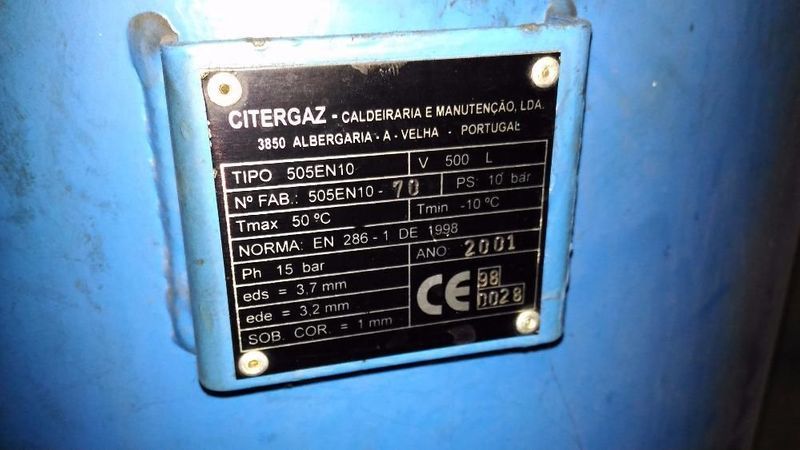 CITERGAZ - CALDEIRARIA E MANUTENÇÃO, LDA.
3850 ALBERGARIA - A - VELHA - PORTUGAL
TIPO 505EN10 V 500 L
Nº FAB.: 505EN10 - 70 PS: 10 bar
Tmax 50 ºC Tmin -10 ºC
NORMA: EN 286 - 1 DE 1998
Ph 15 bar ANO 2001
eds = 3,7 mm
ede = 3,2 mm
SOB. COR. = 1 mm
CE 98
0028